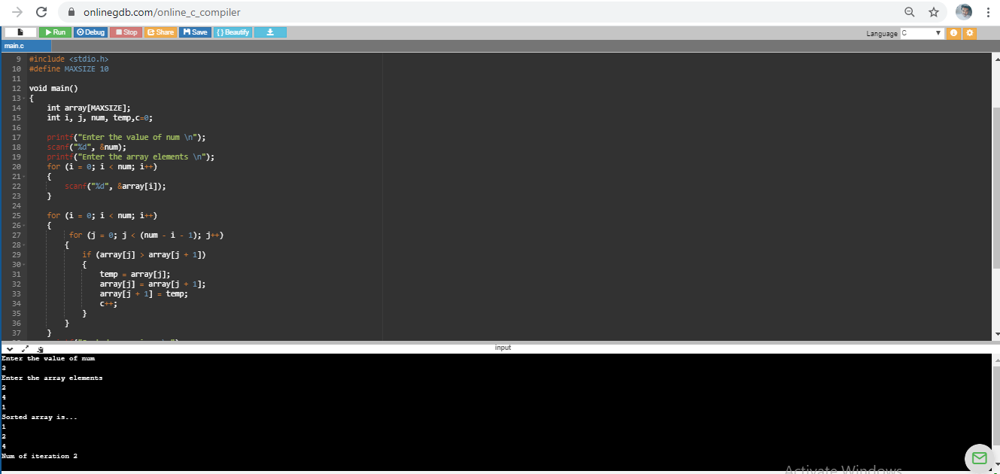 onlinegdb.com/online_c_compiler
Run Debug Stop Share Save {} Beautify
Language C
main.c
9 #include <stdio.h>
10 #define MAXSIZE 10
11
12 void main()
13 {
14 int array[MAXSIZE];
15 int i, j, num, temp,c=0;
16
17 printf("Enter the value of num \n");
18 scanf("%d", &num);
19 printf("Enter the array elements \n");
20 for (i = 0; i < num; i++)
21 {
22 scanf("%d", &array[i]);
23 }
24
25 for (i = 0; i < num; i++)
26 {
27 for (j = 0; j < (num - i - 1); j++)
28 {
29 if (array[j] > array[j + 1])
30 {
31 temp = array[j];
32 array[j] = array[j + 1];
33 array[j + 1] = temp;
34 c++;
35 }
36 }
37 }
input
Enter the value of num
3
Enter the array elements
2
4
1
Sorted array is...
1
2
4
Num of iteration 2
Activate Windows